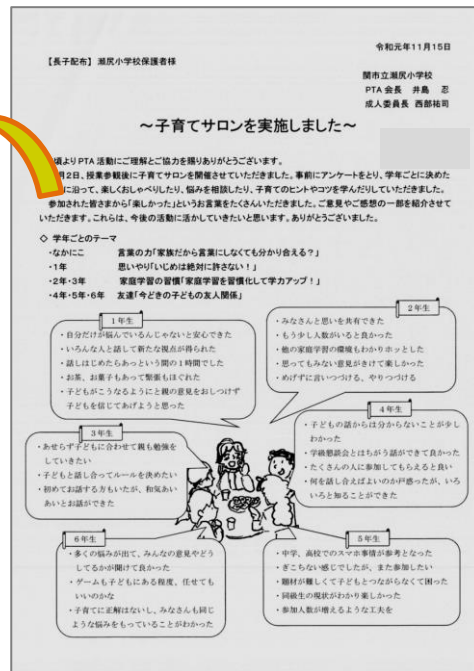 令和元年11月15日
【長子配布】 瀬尻小学校保護者様
関市立瀬尻小学校
PTA 会長 井島 忍
成人委員長 西部祐司
～子育てサロンを実施しました～
頃より PTA 活動にご理解とご協力を賜りありがとうございます。
月2日、授業参観後に子育てサロンを開催させていただきました。事前にアンケートをとり、学年ごとに決めた
に沿って、楽しくおしゃべりしたり、悩みを相談したり、子育てのヒントやコツを学んだりしていただきました。
参加された皆さまから「楽しかった」というお言葉をたくさんいただきました。ご意見やご感想の一部を紹介させて
いただきます。これらは、今後の活動に活かしていきたいと思います。ありがとうございました。
◇ 学年ごとのテーマ
・なかにこ 言葉の力「家族だから言葉にしなくても分かり合える？」
・1年 思いやり「いじめは絶対に許さない！」
・2年・3年 家庭学習の習慣「家庭学習を習慣化して学力アップ！」
・4年・5年・6年 友達「今どきの子どもの友人関係」
1年生
・自分だけが悩んでいるんじゃないと安心できた
・いろんな人と話して新たな視点が得られた
・話しはじめたらあっという間の1時間でした
・お茶、お菓子もあって緊張もほぐれた
・子どもがこうなるようにと親の意見をおしつけず
子どもを信じてあげようと思った
2年生
・みなさんと思いを共有できた
・もう少し人数がいると良かった
・他の家庭学習の環境もわかりホッとした
・思ってもみない意見がきけて楽しかった
・めげずに言いつづける、やりつづける
3年生
・あせらず子どもに合わせて親も勉強を
していきたい
・子どもと話し合ってルールを決めたい
・初めてお話する方もいたが、和気あい
あいとお話ができた
4年生
・子どもの話からは分からないことが少し
わかった
・学級懇談会とはちがう話ができて良かった
・たくさんの人に参加してもらえると良い
・何を話し合えばよいのか戸惑ったが、いろ
いろと知ることができた
6年生
・多くの悩みが出て、みんなの意見やどう
してるかが聞けて良かった
・ゲームも子どもにある程度、任せても
いいのかな
・子育てに正解はないし、みなさんも同じ
ような悩みをもっていることがわかった
5年生
・中学、高校でのスマホ事情が参考となった
・ぎこちない感じでしたが、また参加したい
・題材が難しくて子どもとつながらなくて困った
・同級生の現状がわかり楽しかった
・参加人数が増えるような工夫を